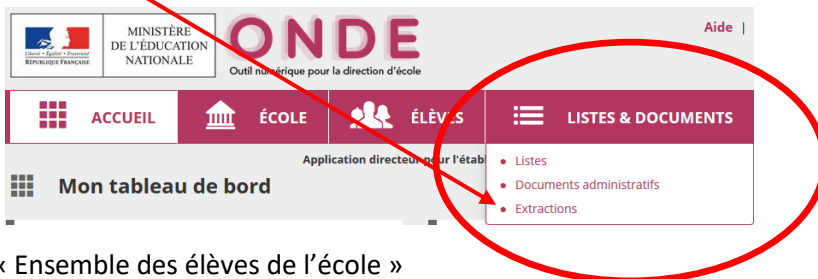 MINISTÈRE
DE L'ÉDUCATION
NATIONALE
Liberté • Égalité • Fraternité
RÉPUBLIQUE FRANÇAISE
ONDE
Outil numérique pour la direction d'école
Aide |
ACCUEIL ÉCOLE ÉLÈVES LISTES & DOCUMENTS
Application directeur pour l'étab
Mon tableau de bord
• Listes
• Documents administratifs
• Extractions
« Ensemble des élèves de l'école »